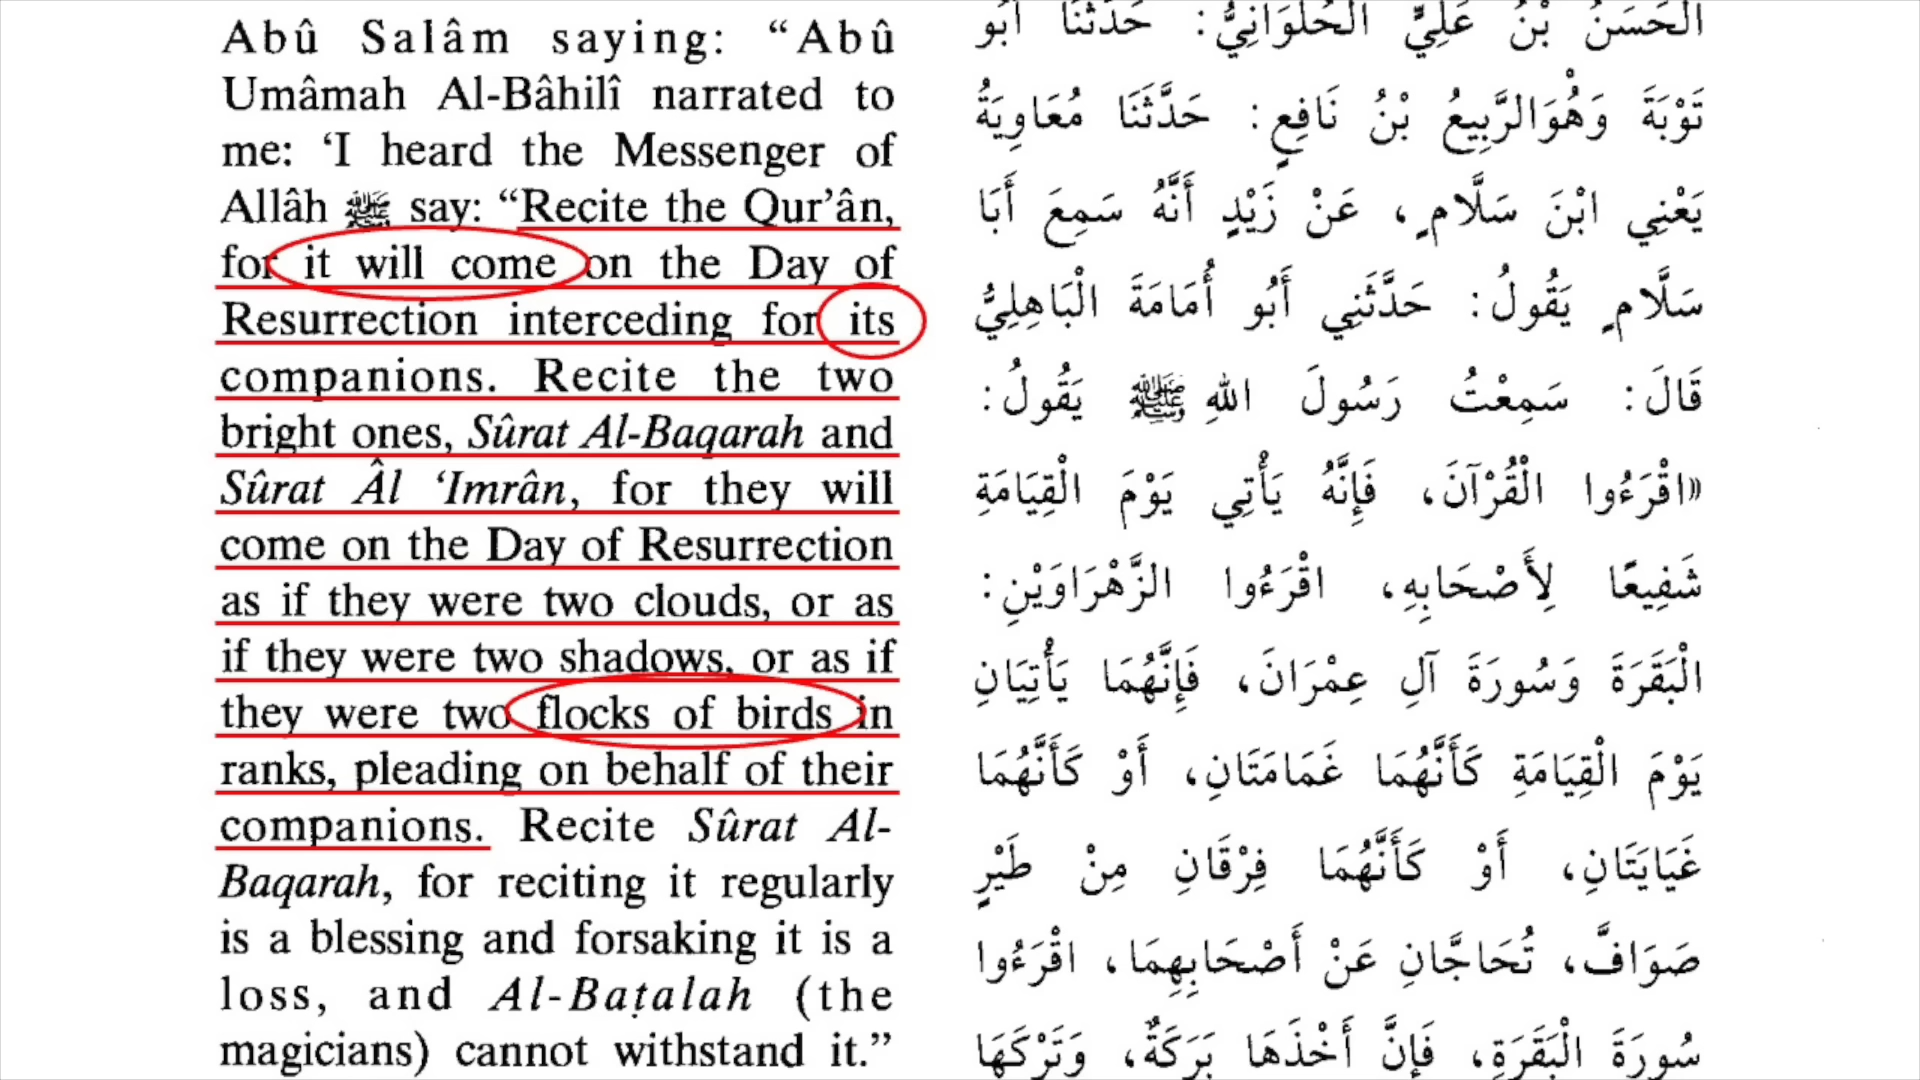 Abû Salâm saying: “Abû
Umâmah Al-Bâhilî narrated to
me: ‘I heard the Messenger of
Allâh ﷺ say: “Recite the Qur’ân,
for it will come on the Day of
Resurrection interceding for its
companions. Recite the two
bright ones, Sûrat Al-Baqarah and
Sûrat Âl ‘Imrân, for they will
come on the Day of Resurrection
as if they were two clouds, or as
if they were two shadows, or as if
they were two flocks of birds in
ranks, pleading on behalf of their
companions. Recite Sûrat Al-
Baqarah, for reciting it regularly
is a blessing and forsaking it is a
loss, and Al-Baṭalah (the
magicians) cannot withstand it.”
الْحَسَنُ بْنُ عَلِيٍّ الْحُلْوَانِيُّ: حَدَّثَنَا أَبُو
تَوْبَةَ وَهُوَالرَّبِيعُ بْنُ نَافِعٍ: حَدَّثَنَا مُعَاوِيَةُ
يَعْنِي ابْنَ سَلَّامٍ، عَنْ زَيْدٍ أَنَّهُ سَمِعَ أَبَا
سَلَّامٍ يَقُولُ: حَدَّثَنِي أَبُو أُمَامَةَ الْبَاهِلِيُّ
قَالَ: سَمِعْتُ رَسُولَ اللهِ ﷺ يَقُولُ:
«اقْرَءُوا الْقُرْآنَ، فَإِنَّهُ يَأْتِي يَوْمَ الْقِيَامَةِ
شَفِيعًا لِأَصْحَابِهِ، اقْرَءُوا الزَّهْرَاوَيْنِ:
الْبَقَرَةَ وَسُورَةَ آلِ عِمْرَانَ، فَإِنَّهُمَا يَأْتِيَانِ
يَوْمَ الْقِيَامَةِ كَأَنَّهُمَا غَمَامَتَانِ، أَوْ كَأَنَّهُمَا
غَيَايَتَانِ، أَوْ كَأَنَّهُمَا فِرْقَانِ مِنْ طَيْرٍ
صَوَافَّ، تُحَاجَّانِ عَنْ أَصْحَابِهِمَا، اقْرَءُوا
سُورَةَ الْبَقَرَةِ، فَإِنَّ أَخْذَهَا بَرَكَةٌ، وَتَرْكَهَا